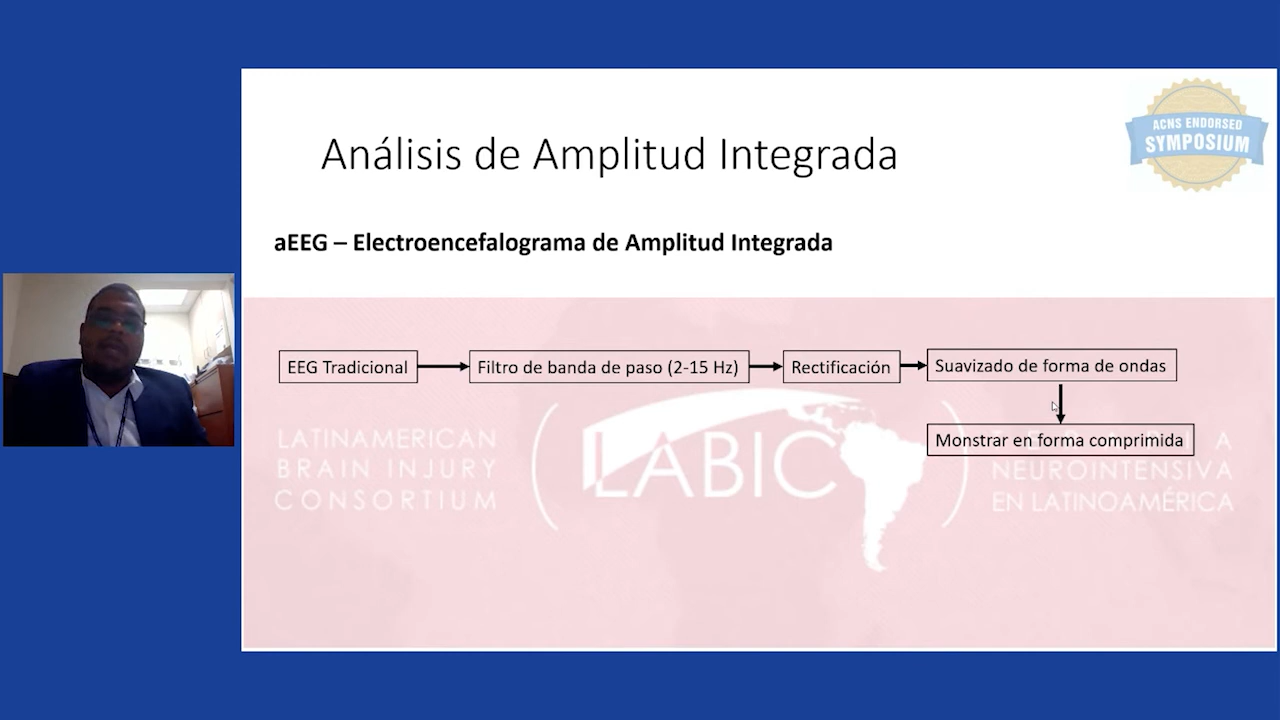 ACNS ENDORSED
SYMPOSIUM
Análisis de Amplitud Integrada
aEEG – Electroencefalograma de Amplitud Integrada
EEG Tradicional
Filtro de banda de paso (2-15 Hz)
Rectificación
Suavizado de forma de ondas
Monstrar en forma comprimida
LATINAMERICAN
BRAIN INJURY
CONSORTIUM
LABIC
NEUROINTENSIVA
EN LATINOAMÉRICA